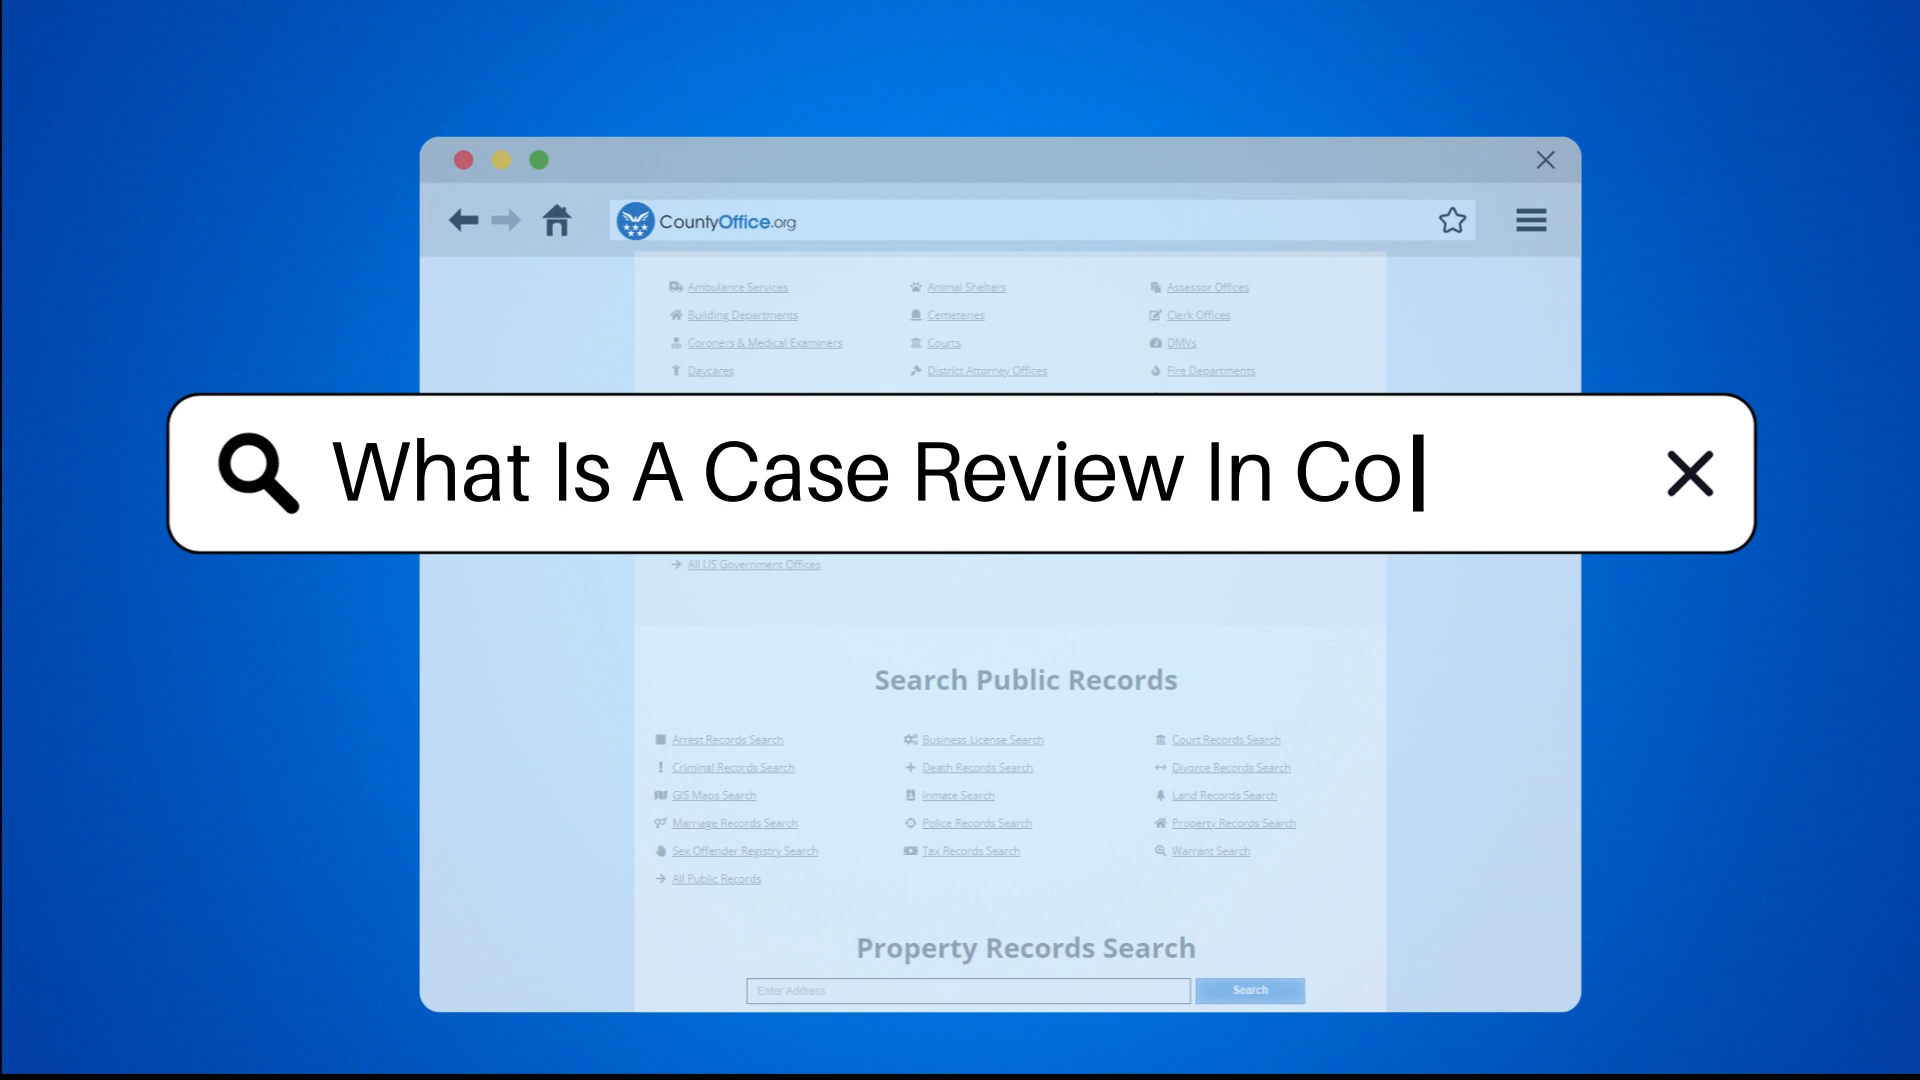 CountyOffice.org
Ambulance Services Animal Shelters Assessor Offices
Building Departments Cemeteries Clerk Offices
Coroners & Medical Examiners Courts DMVs
Daycares District Attorney Offices Fire Departments
What Is A Case Review In Co
All US Government Offices
Search Public Records
Arrest Records Search Business License Search Court Records Search
Criminal Records Search Death Records Search Divorce Records Search
GIS Maps Search Inmate Search Land Records Search
Marriage Records Search Police Records Search Property Records Search
Sex Offender Registry Search Tax Records Search Warrant Search
All Public Records
Property Records Search
Enter Address Search